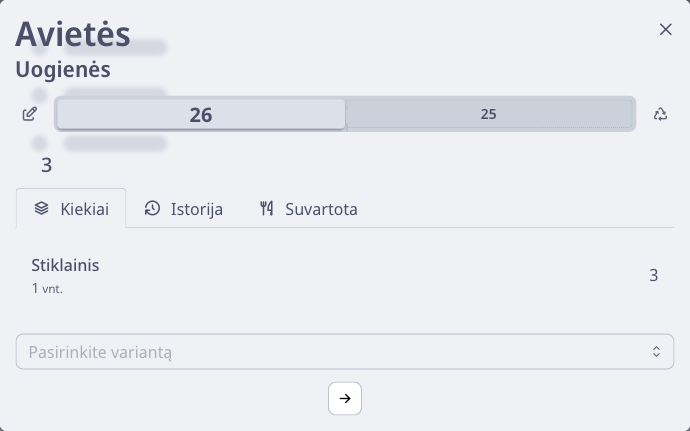 Avietės
Uogienės
26 25
3
Kiekiai Istorija Suvartota
Stiklainis 3
1 vnt.
Pasirinkite variantą